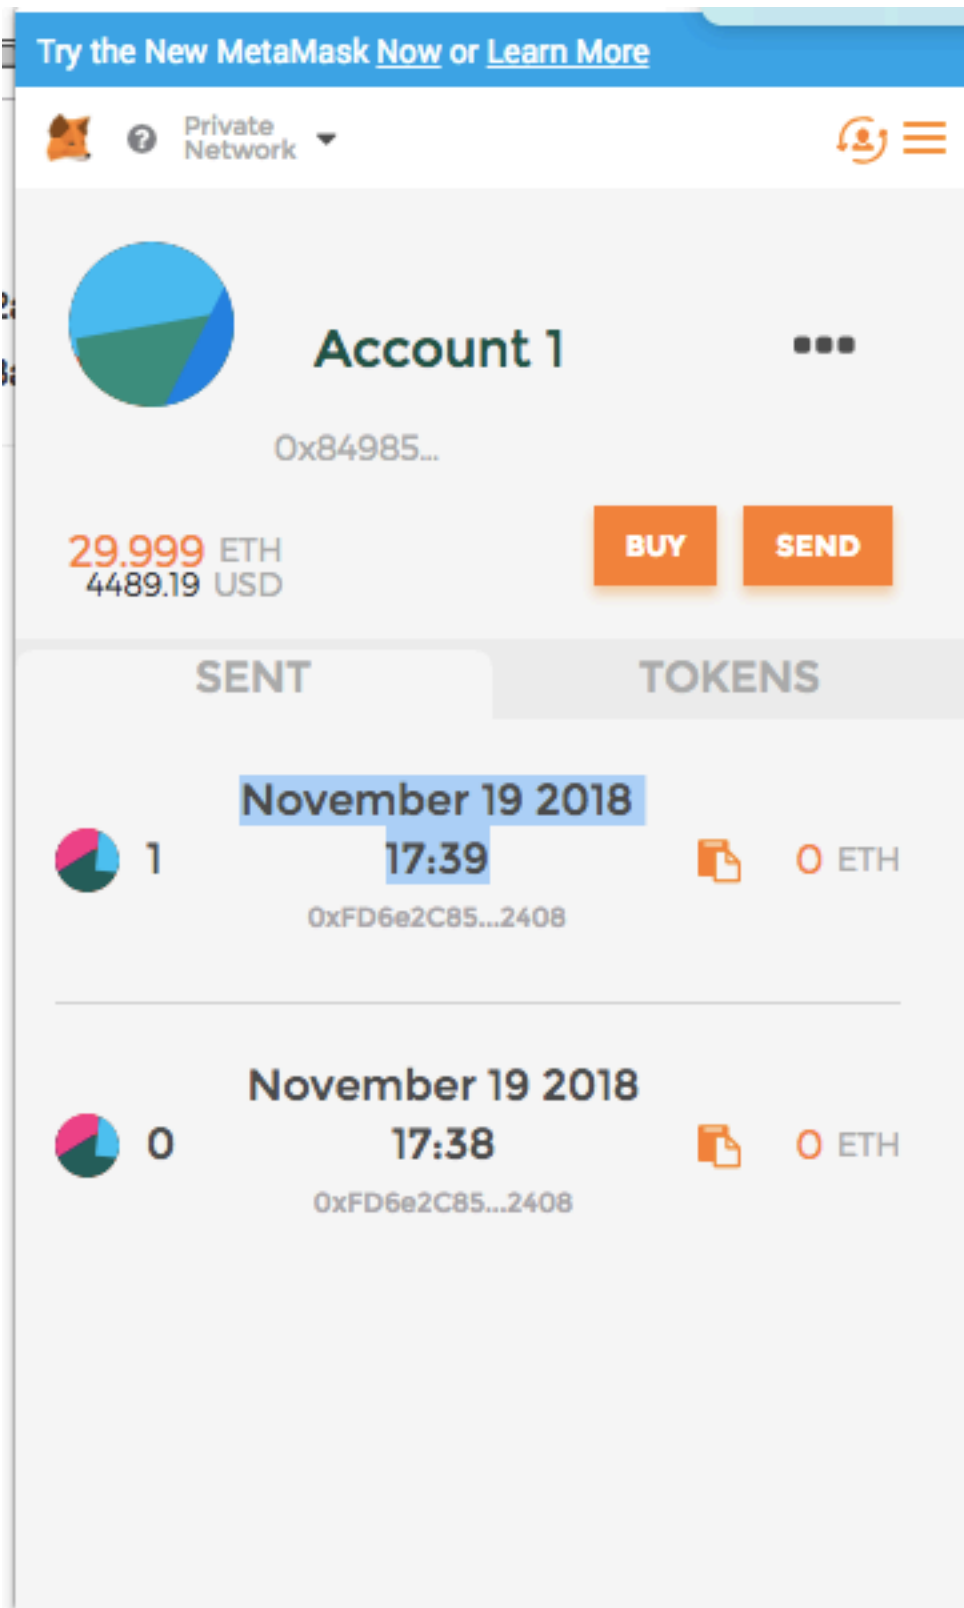 Try the New MetaMask Now or Learn More
Private
Network
Account 1
0x84985...
29.999 ETH
4489.19 USD
BUY
SEND
SENT
TOKENS
November 19 2018
1 17:39 0 ETH
0xFD6e2C85...2408
November 19 2018
0 17:38 0 ETH
0xFD6e2C85...2408